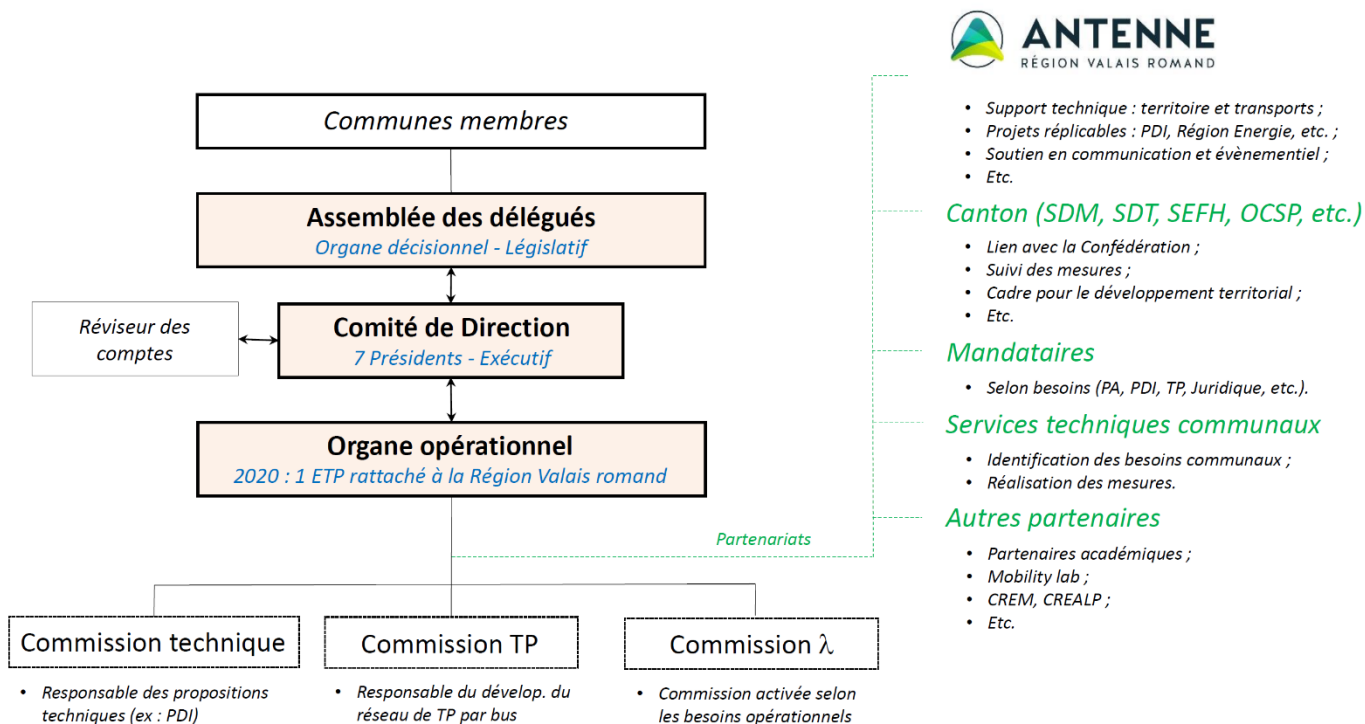 ANTENNE
RÉGION VALAIS ROMAND
• Support technique : territoire et transports ;
• Projets réplicables : PDI, Région Energie, etc. ;
• Soutien en communication et évènementiel ;
• Etc.
Communes membres
Assemblée des délégués
Organe décisionnel - Législatif
Canton (SDM, SDT, SEFH, OCSP, etc.)
• Lien avec la Confédération ;
• Suivi des mesures ;
• Cadre pour le développement territorial ;
• Etc.
Réviseur des
comptes
Comité de Direction
7 Présidents - Exécutif
Mandataires
• Selon besoins (PA, PDI, TP, Juridique, etc.).
Organe opérationnel
2020 : 1 ETP rattaché à la Région Valais romand
Services techniques communaux
• Identification des besoins communaux ;
• Réalisation des mesures.
Partenariats
Autres partenaires
• Partenaires académiques ;
• Mobility lab ;
• CREM, CREALP ;
• Etc.
Commission technique
• Responsable des propositions
techniques (ex : PDI)
Commission TP
• Responsable du dévelop. du
réseau de TP par bus
Commission λ
• Commission activée selon
les besoins opérationnels